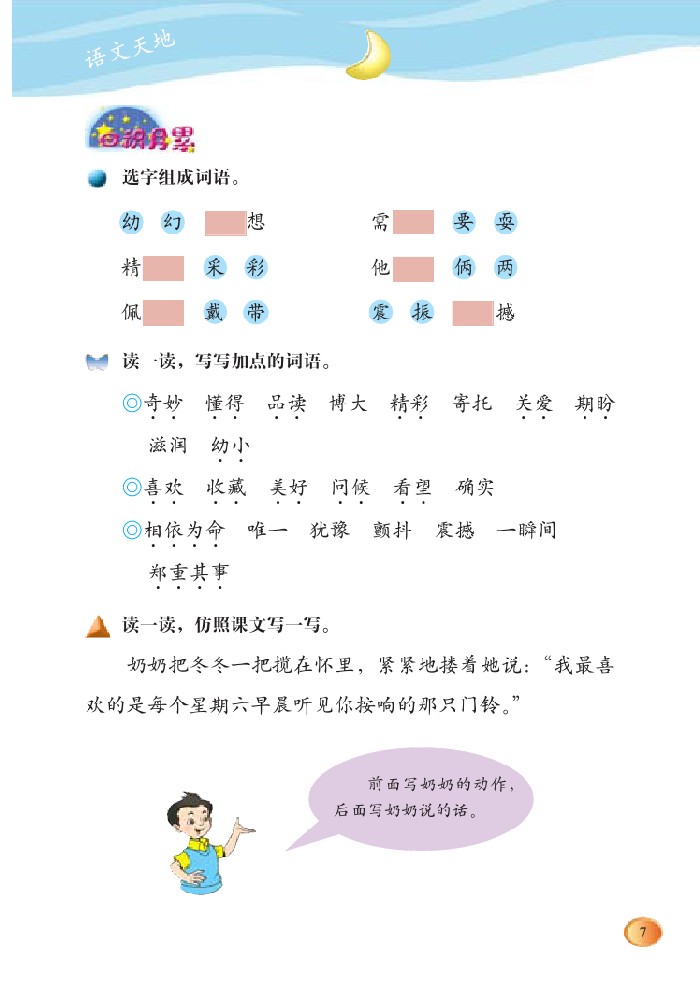 语文天地
日积月累
选字组成词语。
幼 幻 想 需 要 耍
精 采 彩 他 俩 两
佩 戴 带 震 振 撼
读一读，写写加点的词语。
◎奇妙 懂得 品读 博大 精彩 寄托 关爱 期盼
滋润 幼小
◎喜欢 收藏 美好 问候 看望 确实
◎相依为命 唯一 犹豫 颤抖 震撼 一瞬间
郑重其事
读一读，仿照课文写一写。
奶奶把冬冬一把揽在怀里，紧紧地搂着她说：“我最喜
欢的是每个星期六早晨听见你按响的那只门铃。”
前面写奶奶的动作，
后面写奶奶说的话。
7